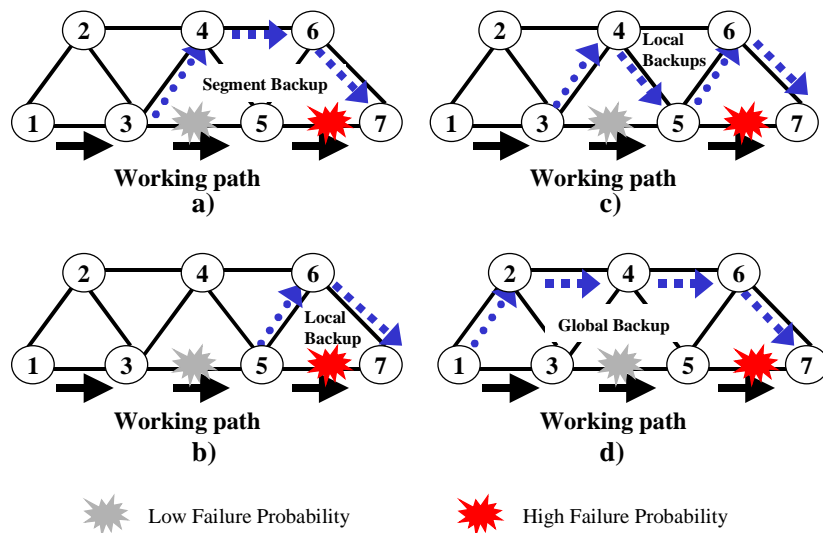 2 4 6
Segment Backup
1 3 5 7
Working path
a)
2 4 6
Local
Backups
1 3 5 7
Working path
c)
2 4 6
Local
Backup
1 3 5 7
Working path
b)
2 4 6
Global Backup
1 3 5 7
Working path
d)
Low Failure Probability
High Failure Probability